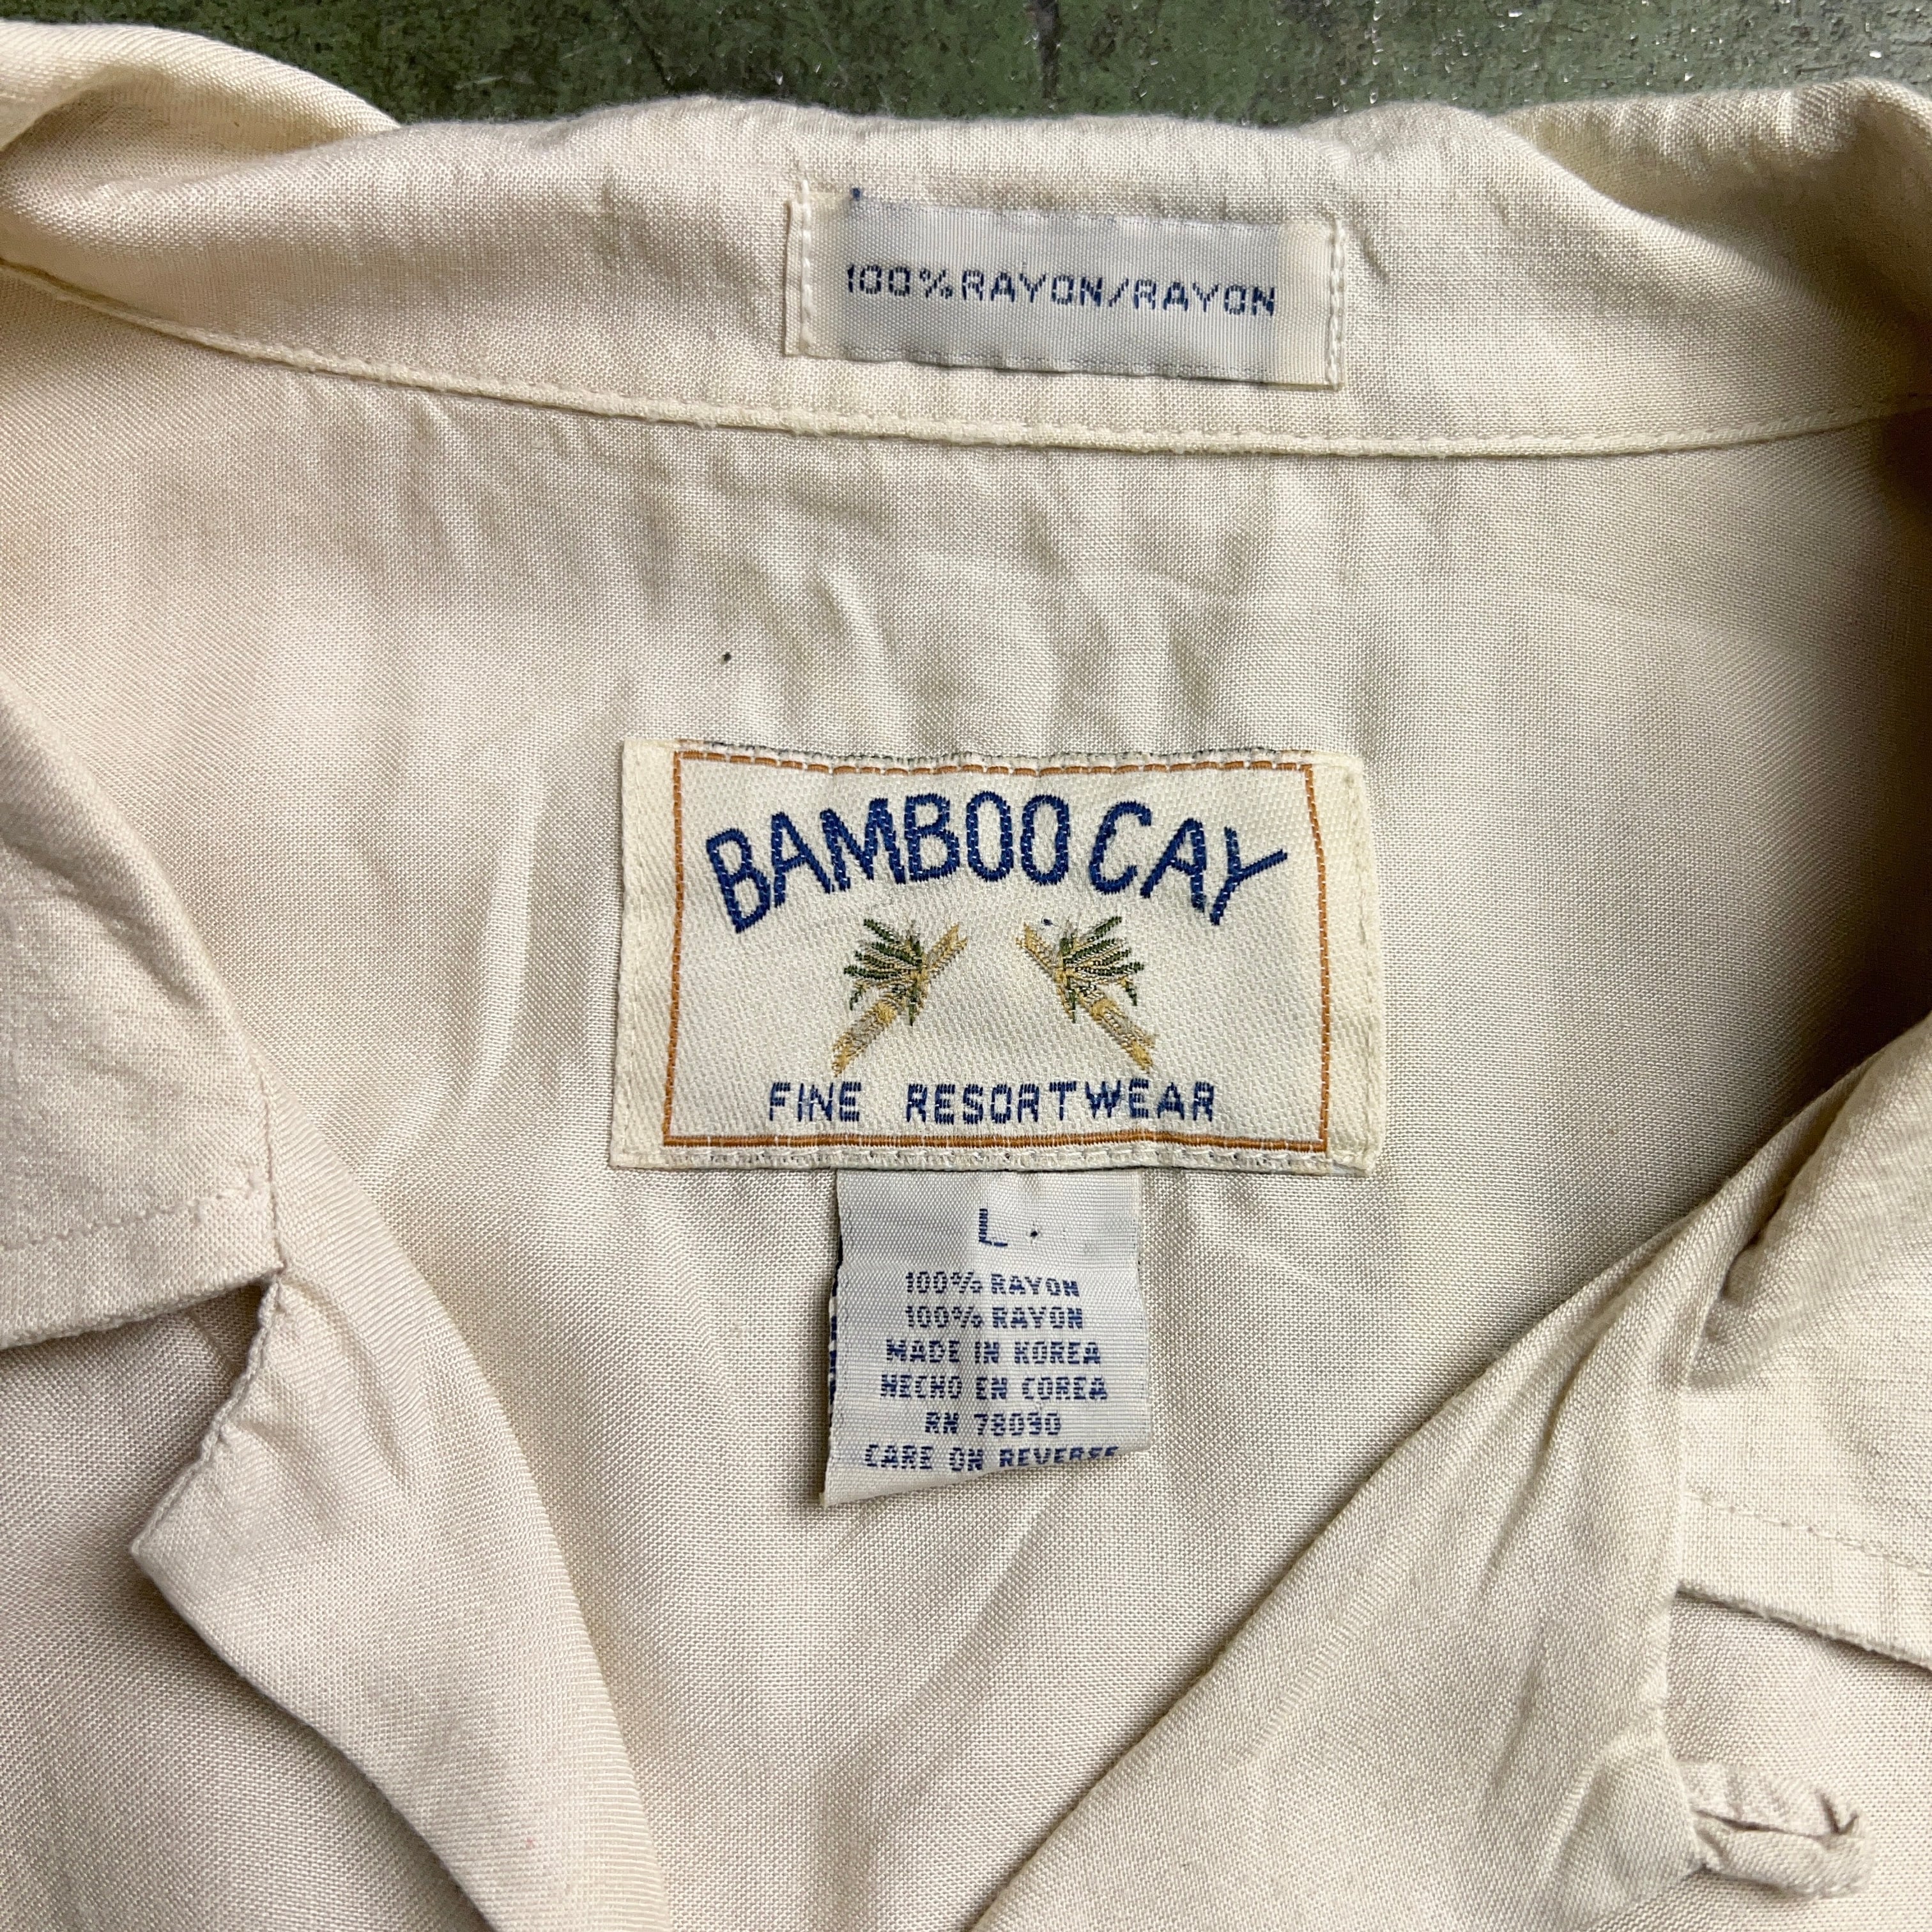 100% RAYON/RAYON
BAMBOO CAY
FINE RESORTWEAR
L
100% RAYON
100% RAYON
MADE IN KOREA
HECHO EN COREA
RN 78090
CARE ON REVERSE